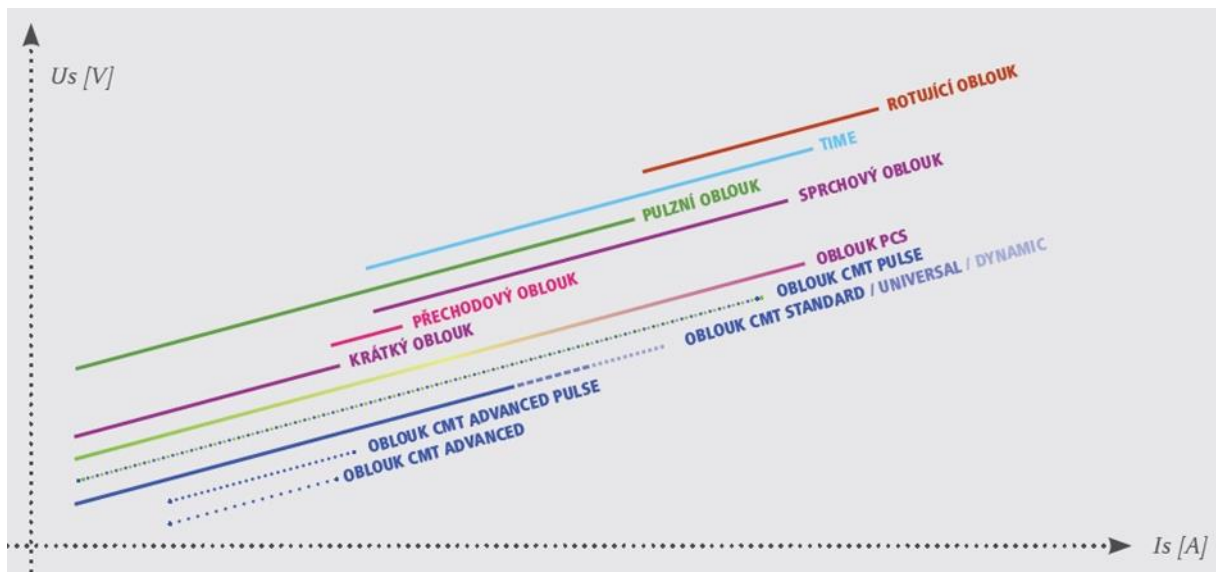 Us [V]
ROTUJÍCÍ OBLOUK
TIME
SPRCHOVÝ OBLOUK
PULZNÍ OBLOUK
OBLOUK PCS
OBLOUK CMT PULSE
OBLOUK CMT STANDARD / UNIVERSAL / DYNAMIC
PŘECHODOVÝ OBLOUK
KRÁTKÝ OBLOUK
OBLOUK CMT ADVANCED PULSE
OBLOUK CMT ADVANCED
Is [A]